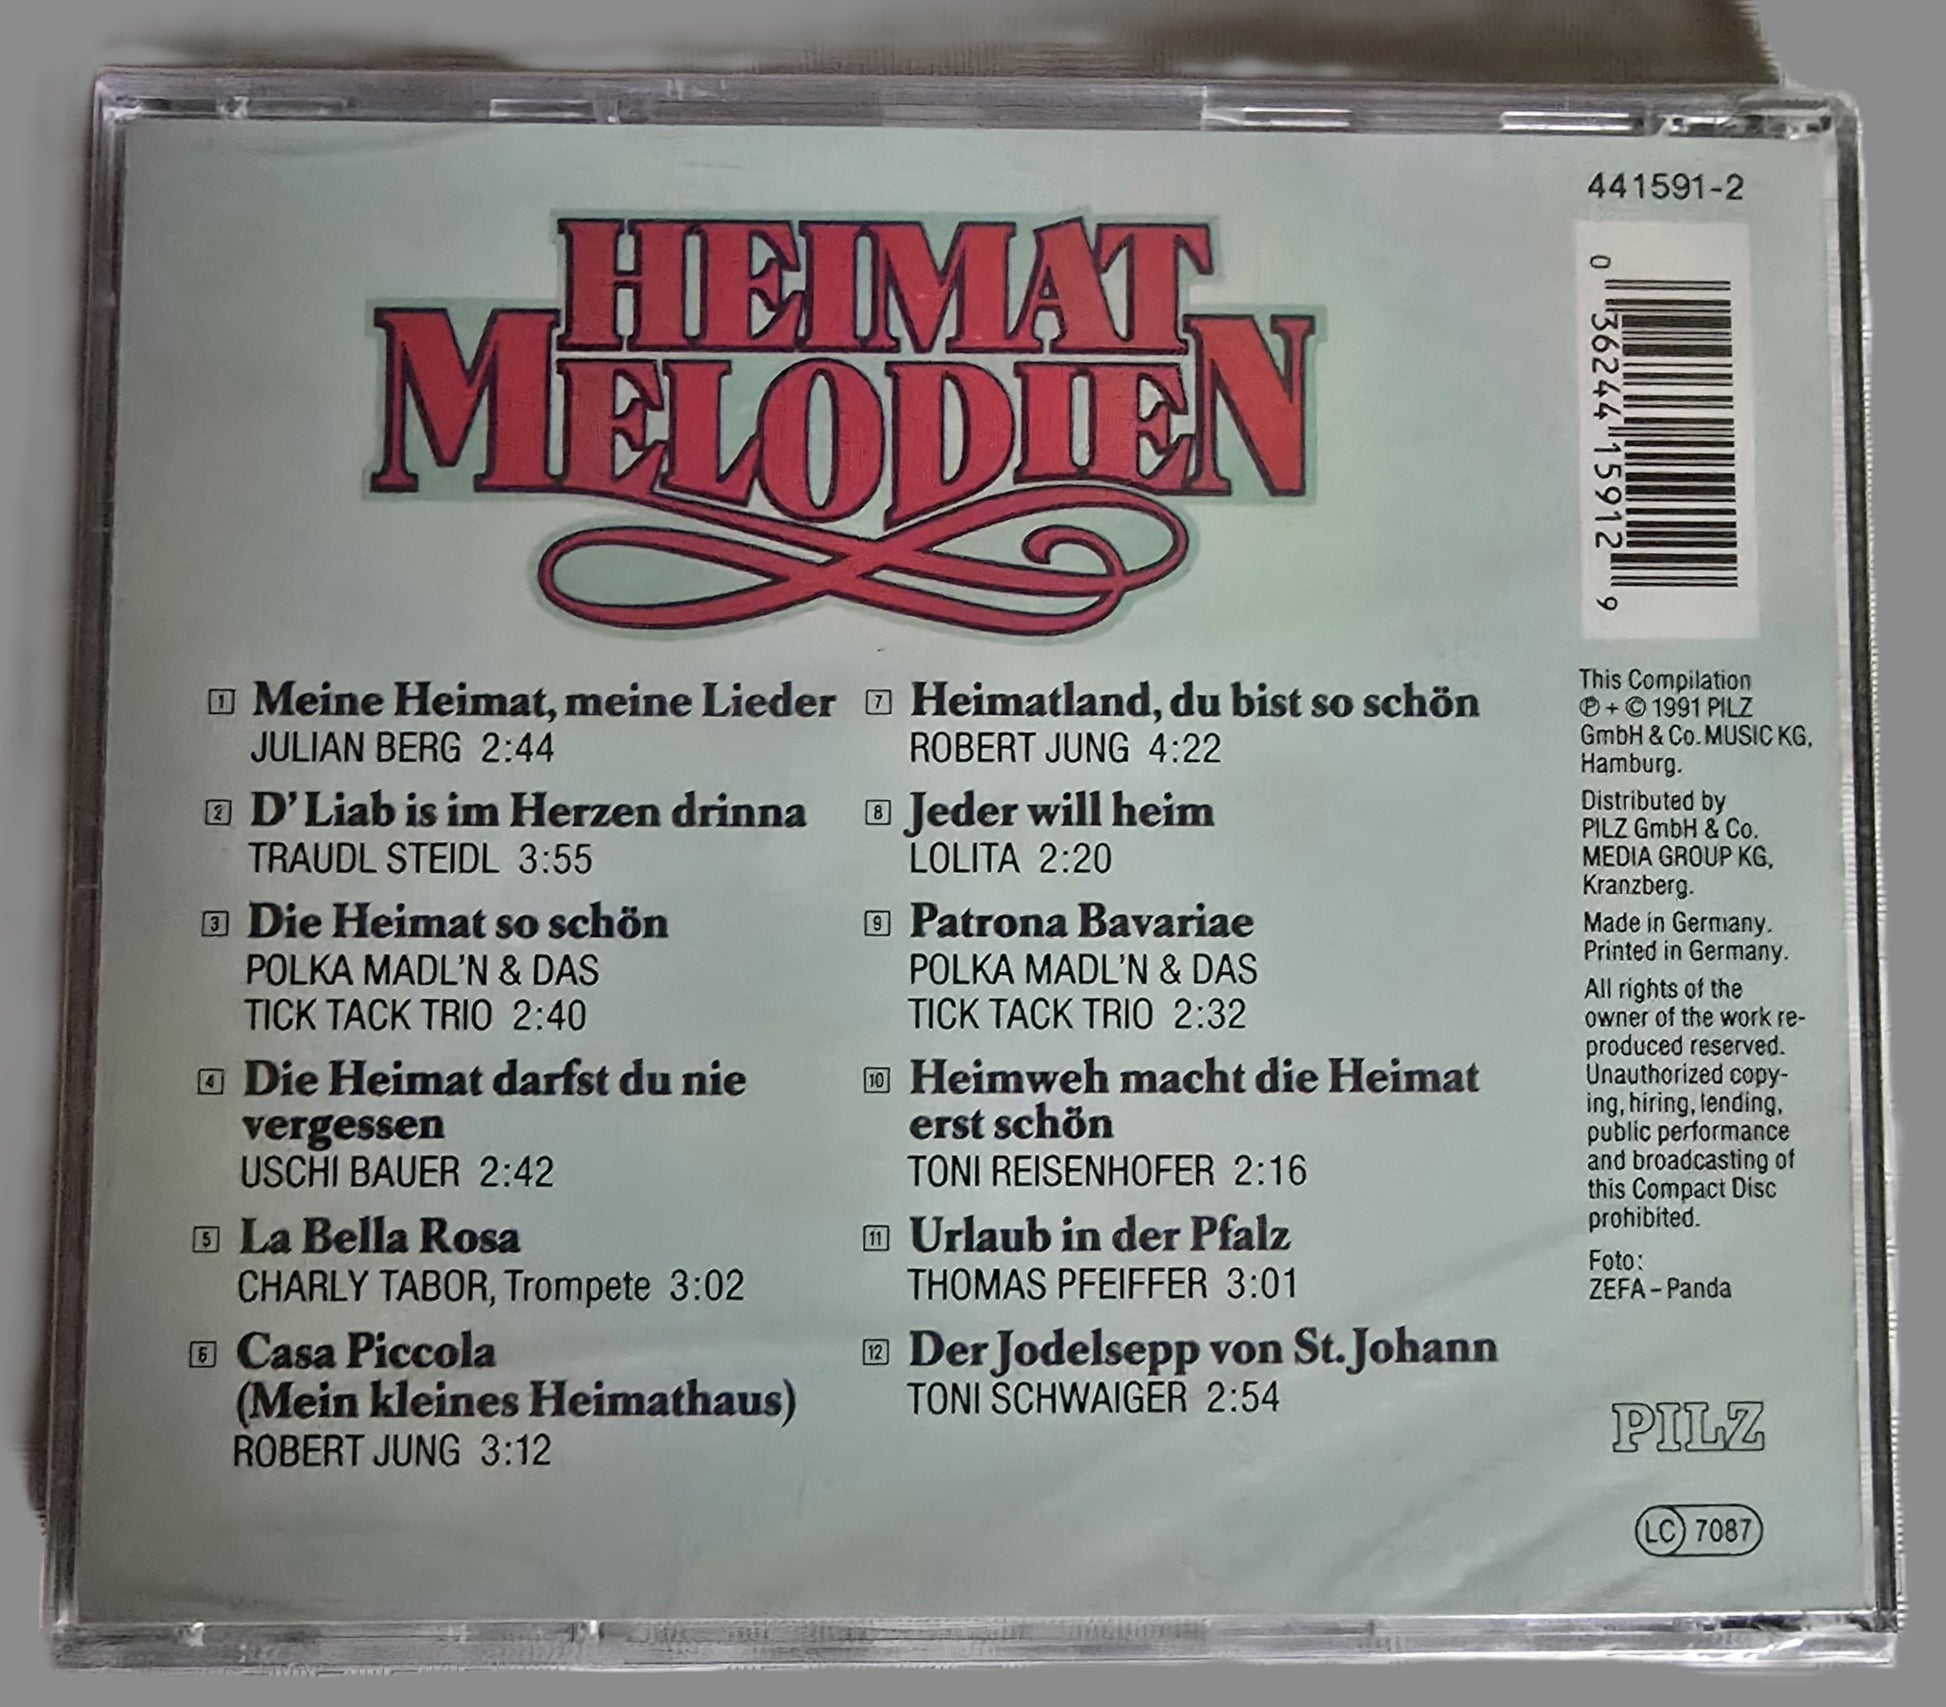 HEIMAT
MELODIEN
1 Meine Heimat, meine Lieder
JULIAN BERG 2:44
2 D' Liab is im Herzen drinna
TRAUDL STEIDL 3:55
3 Die Heimat so schön
POLKA MADL'N & DAS
TICK TACK TRIO 2:40
4 Die Heimat darfst du nie
vergessen
USCHI BAUER 2:42
5 La Bella Rosa
CHARLY TABOR, Trompete 3:02
6 Casa Piccola
(Mein kleines Heimathaus)
ROBERT JUNG 3:12
7 Heimatland, du bist so schön
ROBERT JUNG 4:22
8 Jeder will heim
LOLITA 2:20
9 Patrona Bavariae
POLKA MADL'N & DAS
TICK TACK TRIO 2:32
10 Heimweh macht die Heimat
erst schön
TONI REISENHOFER 2:16
11 Urlaub in der Pfalz
THOMAS PFEIFFER 3:01
12 Der Jodelsepp von St. Johann
TONI SCHWAIGER 2:54
441591-2
0 36244 15912 9
This Compilation
℗ + © 1991 PILZ
GmbH & Co. MUSIC KG,
Hamburg.
Distributed by
PILZ GmbH & Co.
MEDIA GROUP KG,
Kranzberg.
Made in Germany.
Printed in Germany.
All rights of the
owner of the work re-
produced reserved.
Unauthorized copy-
ing, hiring, lending,
public performance
and broadcasting of
this Compact Disc
prohibited.
Foto:
ZEFA – Panda
PILZ
LC 7087